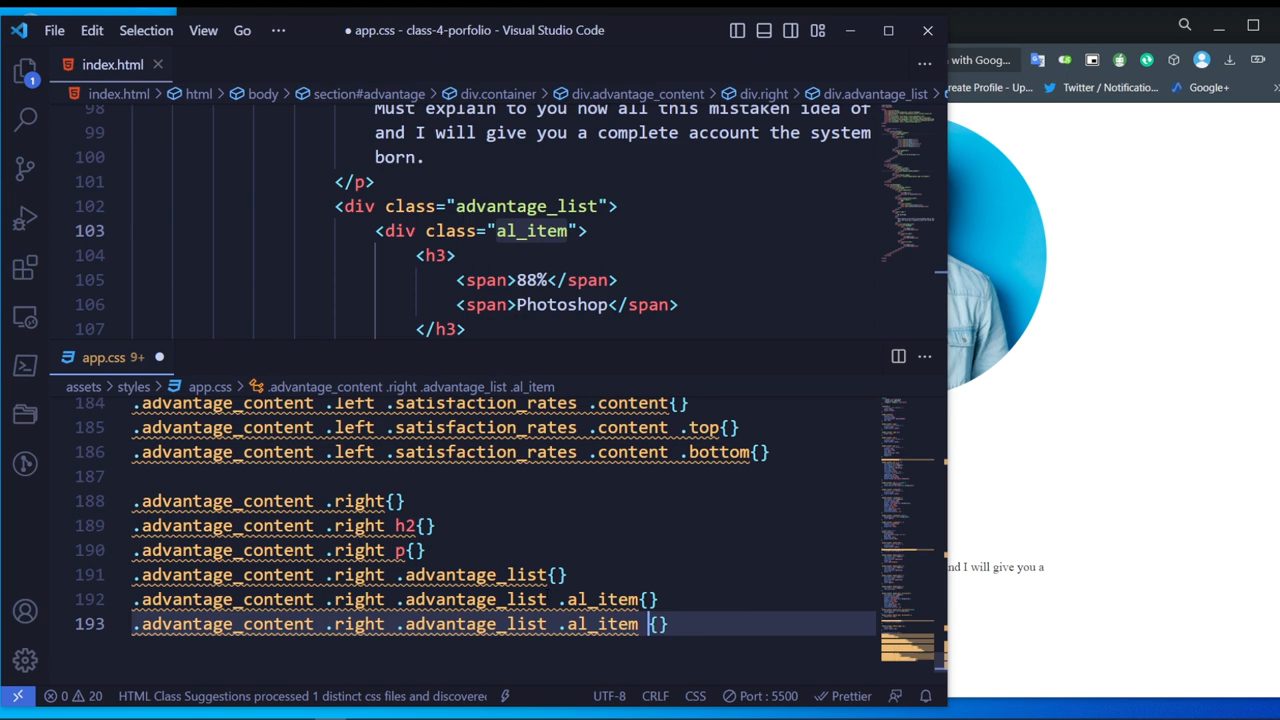 File Edit Selection View Go ··· ● app.css - class-4-porfolio - Visual Studio Code
index.html
index.html > html > body > section#advantage > div.container > div.advantage_content > div.right > div.advantage_list >
98 Must explain to you now all this mistaken idea of
99 and I will give you a complete account the system
100 born.
101 </p>
102 <div class="advantage_list">
103 <div class="al_item">
104 <h3>
105 <span>88%</span>
106 <span>Photoshop</span>
107 </h3>
app.css 9+
assets > styles > app.css > .advantage_content .right .advantage_list .al_item
184 .advantage_content .left .satisfaction_rates .content{}
185 .advantage_content .left .satisfaction_rates .content .top{}
186 .advantage_content .left .satisfaction_rates .content .bottom{}
187
188 .advantage_content .right{}
189 .advantage_content .right h2{}
190 .advantage_content .right p{}
191 .advantage_content .right .advantage_list{}
192 .advantage_content .right .advantage_list .al_item{}
193 .advantage_content .right .advantage_list .al_item {}
1
0 20 HTML Class Suggestions processed 1 distinct css files and discovered UTF-8 CRLF CSS Port : 5500 Prettier
with Goog...
reate Profile - Up... Twitter / Notificatio... Google+
nd I will give you a